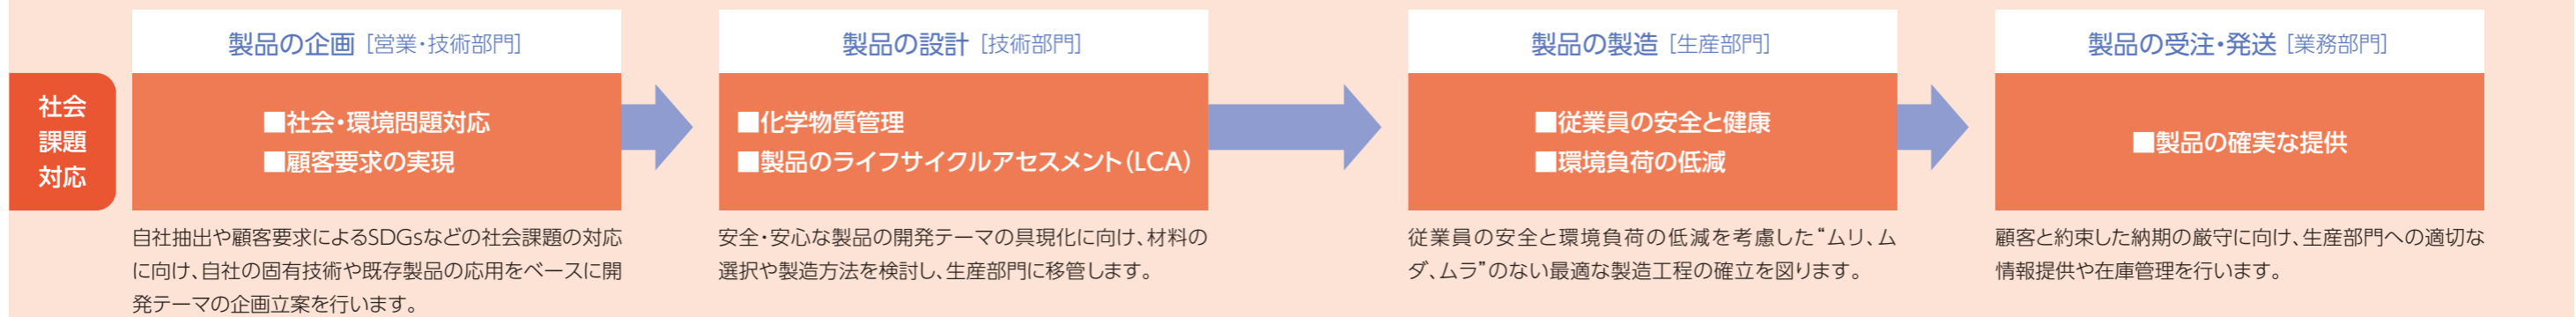 社会
課題
対応
製品の企画［営業・技術部門］
■社会・環境問題対応
■顧客要求の実現
自社抽出や顧客要求によるSDGsなどの社会課題の対応
に向け、自社の固有技術や既存製品の応用をベースに開
発テーマの企画立案を行います。
製品の設計［技術部門］
■化学物質管理
■製品のライフサイクルアセスメント（LCA）
安全・安心な製品の開発テーマの具現化に向け、材料の
選択や製造方法を検討し、生産部門に移管します。
製品の製造［生産部門］
■従業員の安全と健康
■環境負荷の低減
従業員の安全と環境負荷の低減を考慮した“ムリ、ム
ダ、ムラ”のない最適な製造工程の確立を図ります。
製品の受注・発送［業務部門］
■製品の確実な提供
顧客と約束した納期の厳守に向け、生産部門への適切な
情報提供や在庫管理を行います。